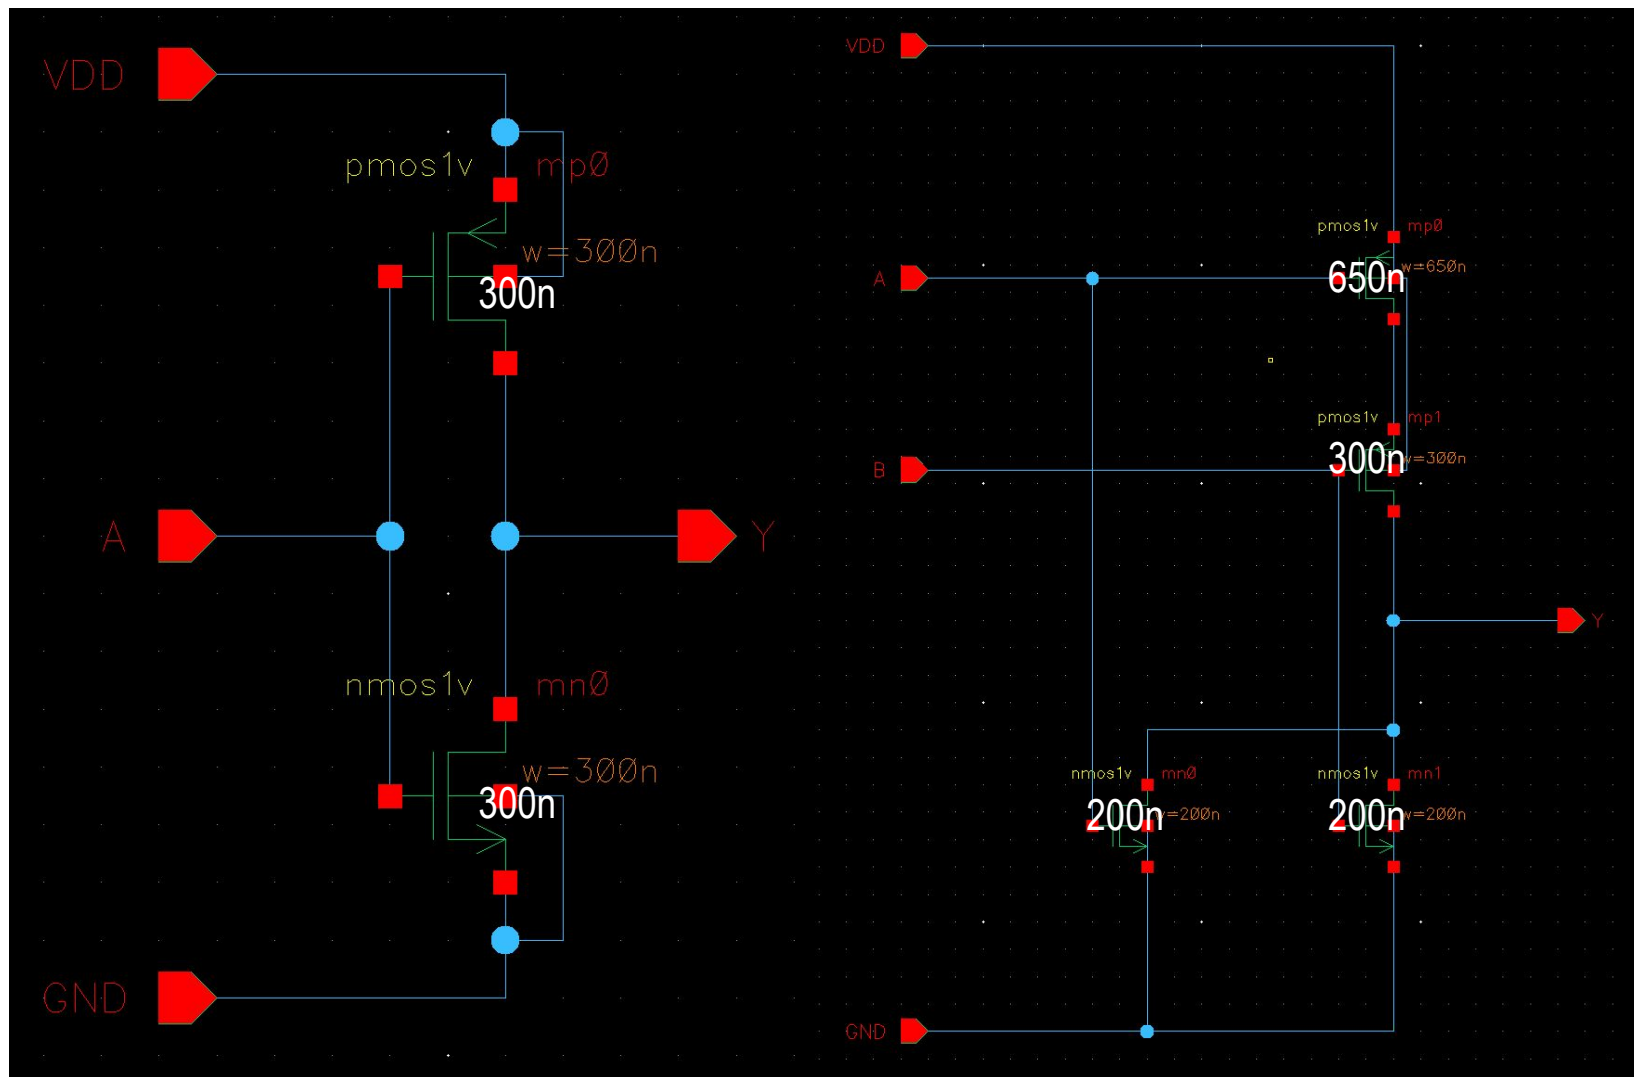 VDD
pmos1v mp0
w=300n
300n
A
Y
nmos1v mn0
w=300n
300n
GND
VDD
pmos1v mp0
A
w=650n
650n
pmos1v mp1
B
w=300n
300n
Y
nmos1v mn0
w=200n
200n
nmos1v mn1
w=200n
200n
GND